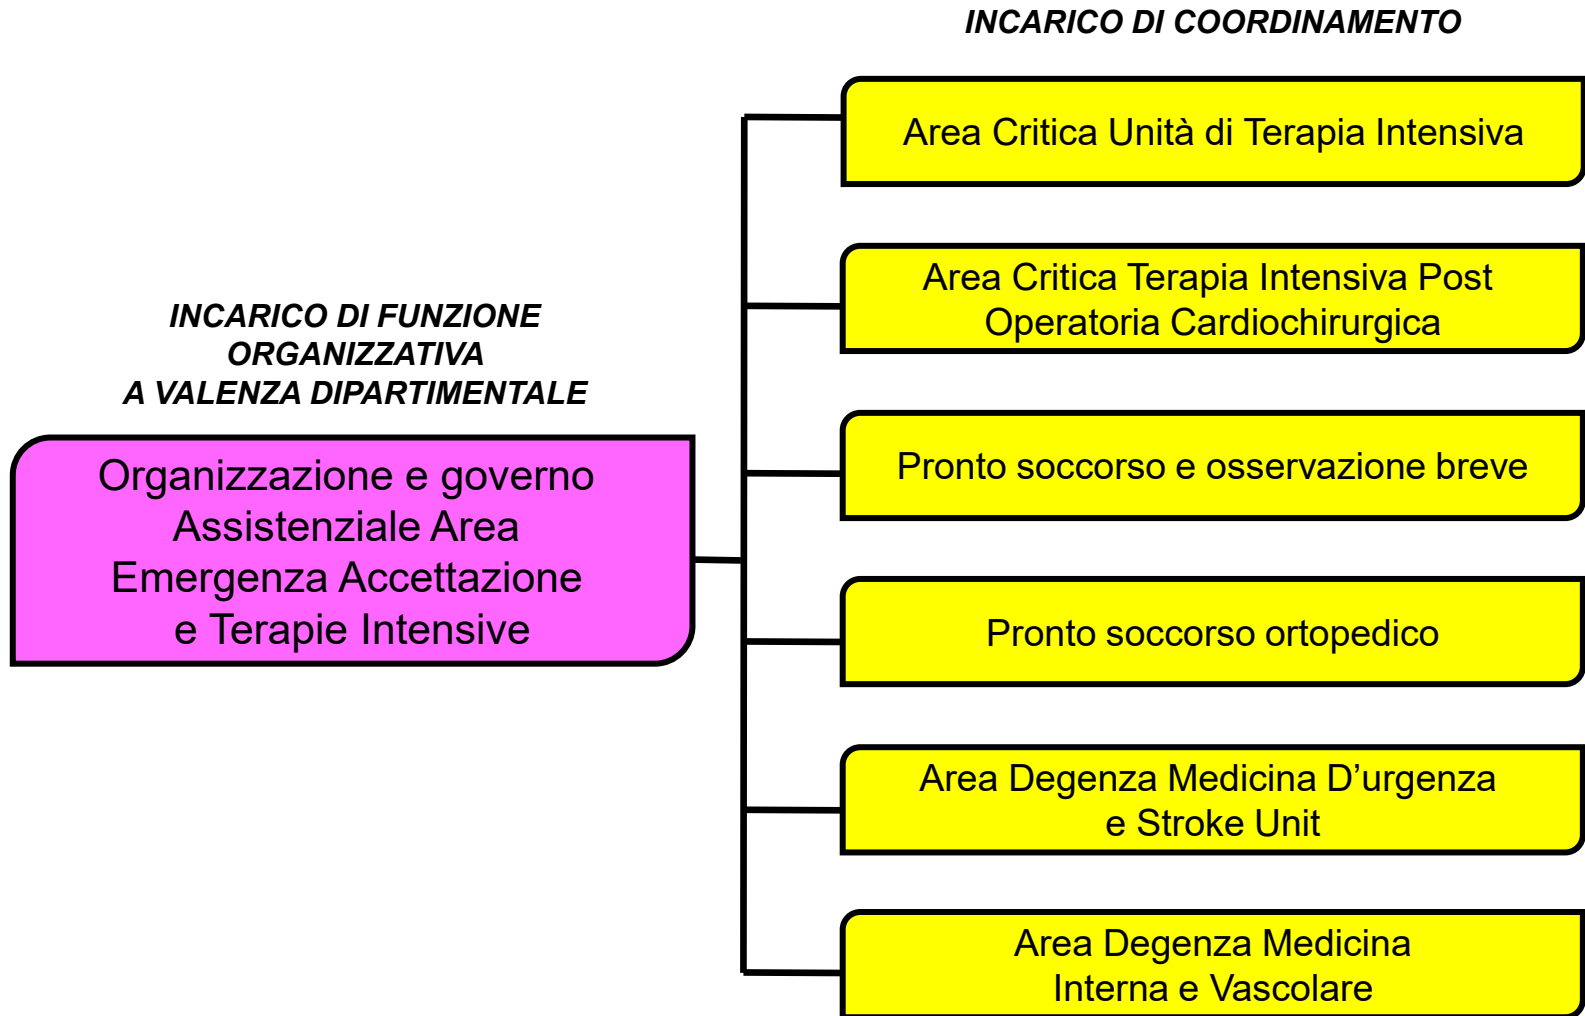 INCARICO DI COORDINAMENTO
Area Critica Unità di Terapia Intensiva
Area Critica Terapia Intensiva Post
Operatoria Cardiochirurgica
INCARICO DI FUNZIONE
ORGANIZZATIVA
A VALENZA DIPARTIMENTALE
Organizzazione e governo
Assistenziale Area
Emergenza Accettazione
e Terapie Intensive
Pronto soccorso e osservazione breve
Pronto soccorso ortopedico
Area Degenza Medicina D’urgenza
e Stroke Unit
Area Degenza Medicina
Interna e Vascolare